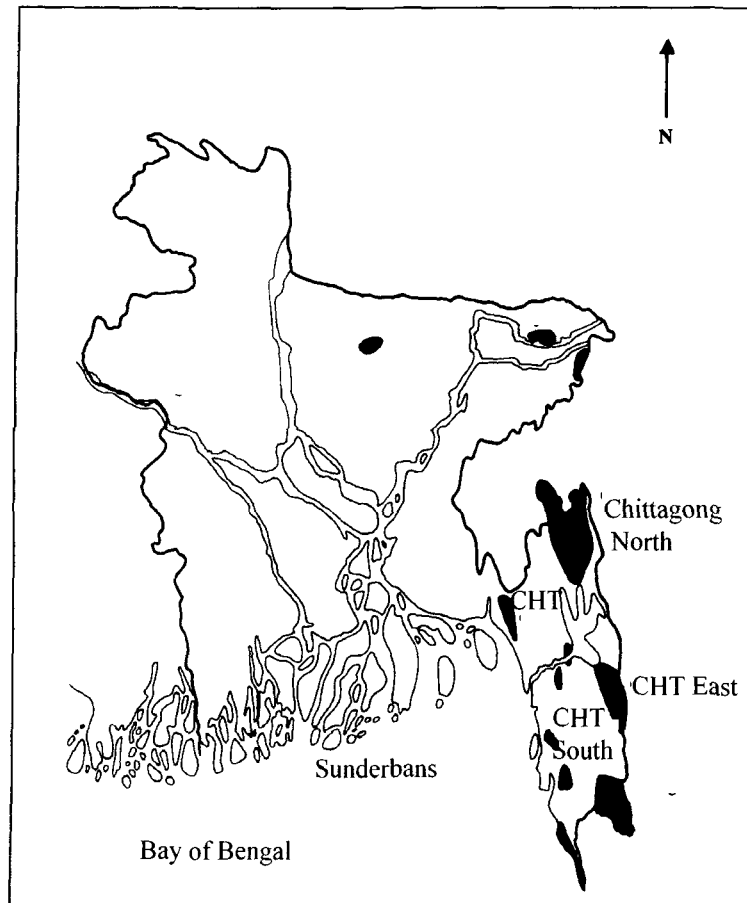 N
Chittagong
North
CHT
CHT East
CHT
South
Sunderbans
Bay of Bengal